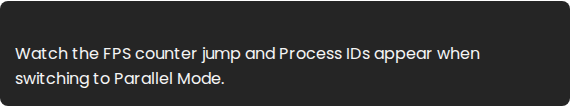 Watch the FPS counter jump and Process IDs appear when
switching to Parallel Mode.